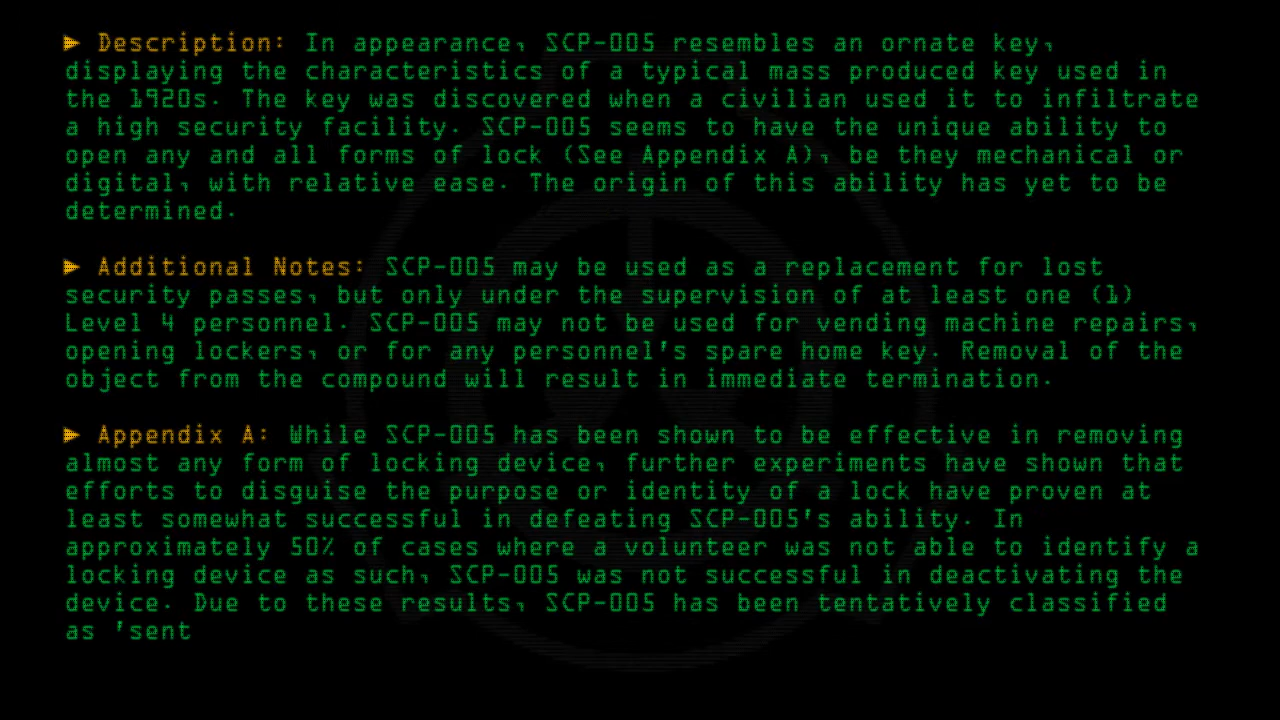 ► Description: In appearance, SCP-005 resembles an ornate key,
displaying the characteristics of a typical mass produced key used in
the 1920s. The key was discovered when a civilian used it to infiltrate
a high security facility. SCP-005 seems to have the unique ability to
open any and all forms of lock (See Appendix A), be they mechanical or
digital, with relative ease. The origin of this ability has yet to be
determined.
► Additional Notes: SCP-005 may be used as a replacement for lost
security passes, but only under the supervision of at least one (1)
Level 4 personnel. SCP-005 may not be used for vending machine repairs,
opening lockers, or for any personnel's spare home key. Removal of the
object from the compound will result in immediate termination.
► Appendix A: While SCP-005 has been shown to be effective in removing
almost any form of locking device, further experiments have shown that
efforts to disguise the purpose or identity of a lock have proven at
least somewhat successful in defeating SCP-005's ability. In
approximately 50% of cases where a volunteer was not able to identify a
locking device as such, SCP-005 was not successful in deactivating the
device. Due to these results, SCP-005 has been tentatively classified
as 'sent